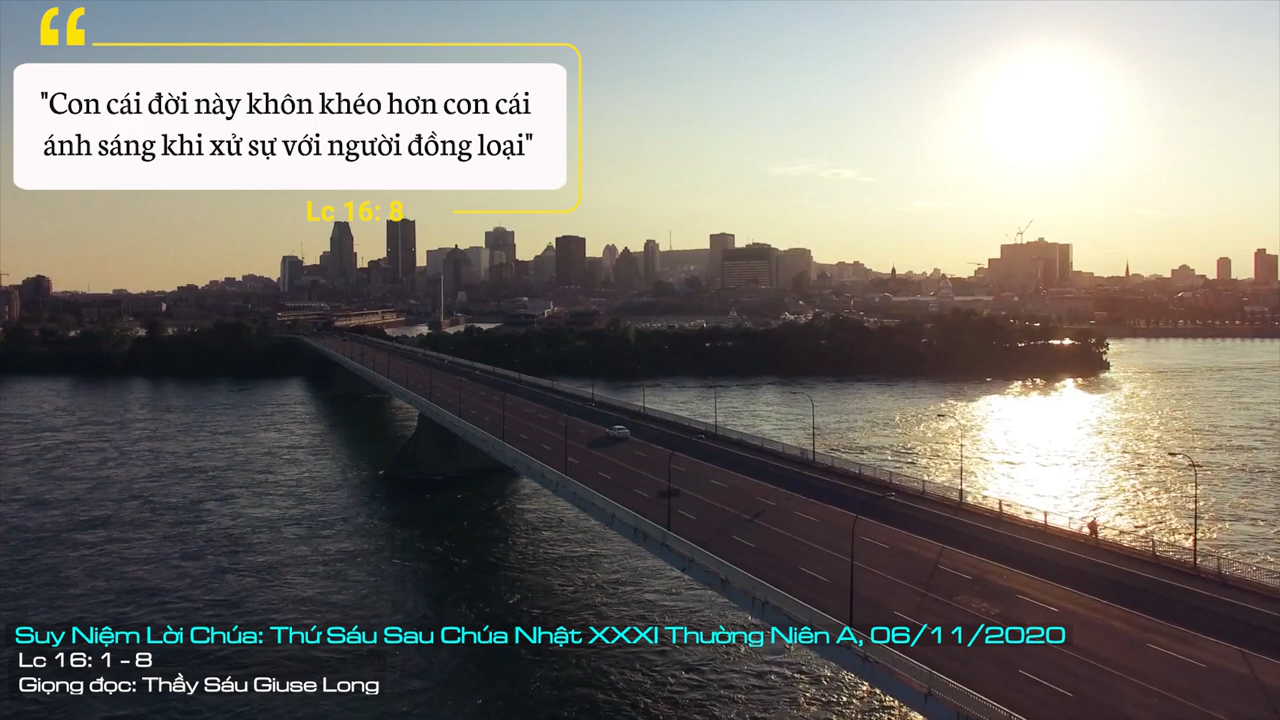 "Con cái đời này khôn khéo hơn con cái
ánh sáng khi xử sự với người đồng loại"
Lc 16: 8
Suy Niệm Lời Chúa: Thứ Sáu Sau Chúa Nhật XXXI Thường Niên A, 06/11/2020
Lc 16: 1 - 8
Giọng đọc: Thầy Sáu Giuse Long